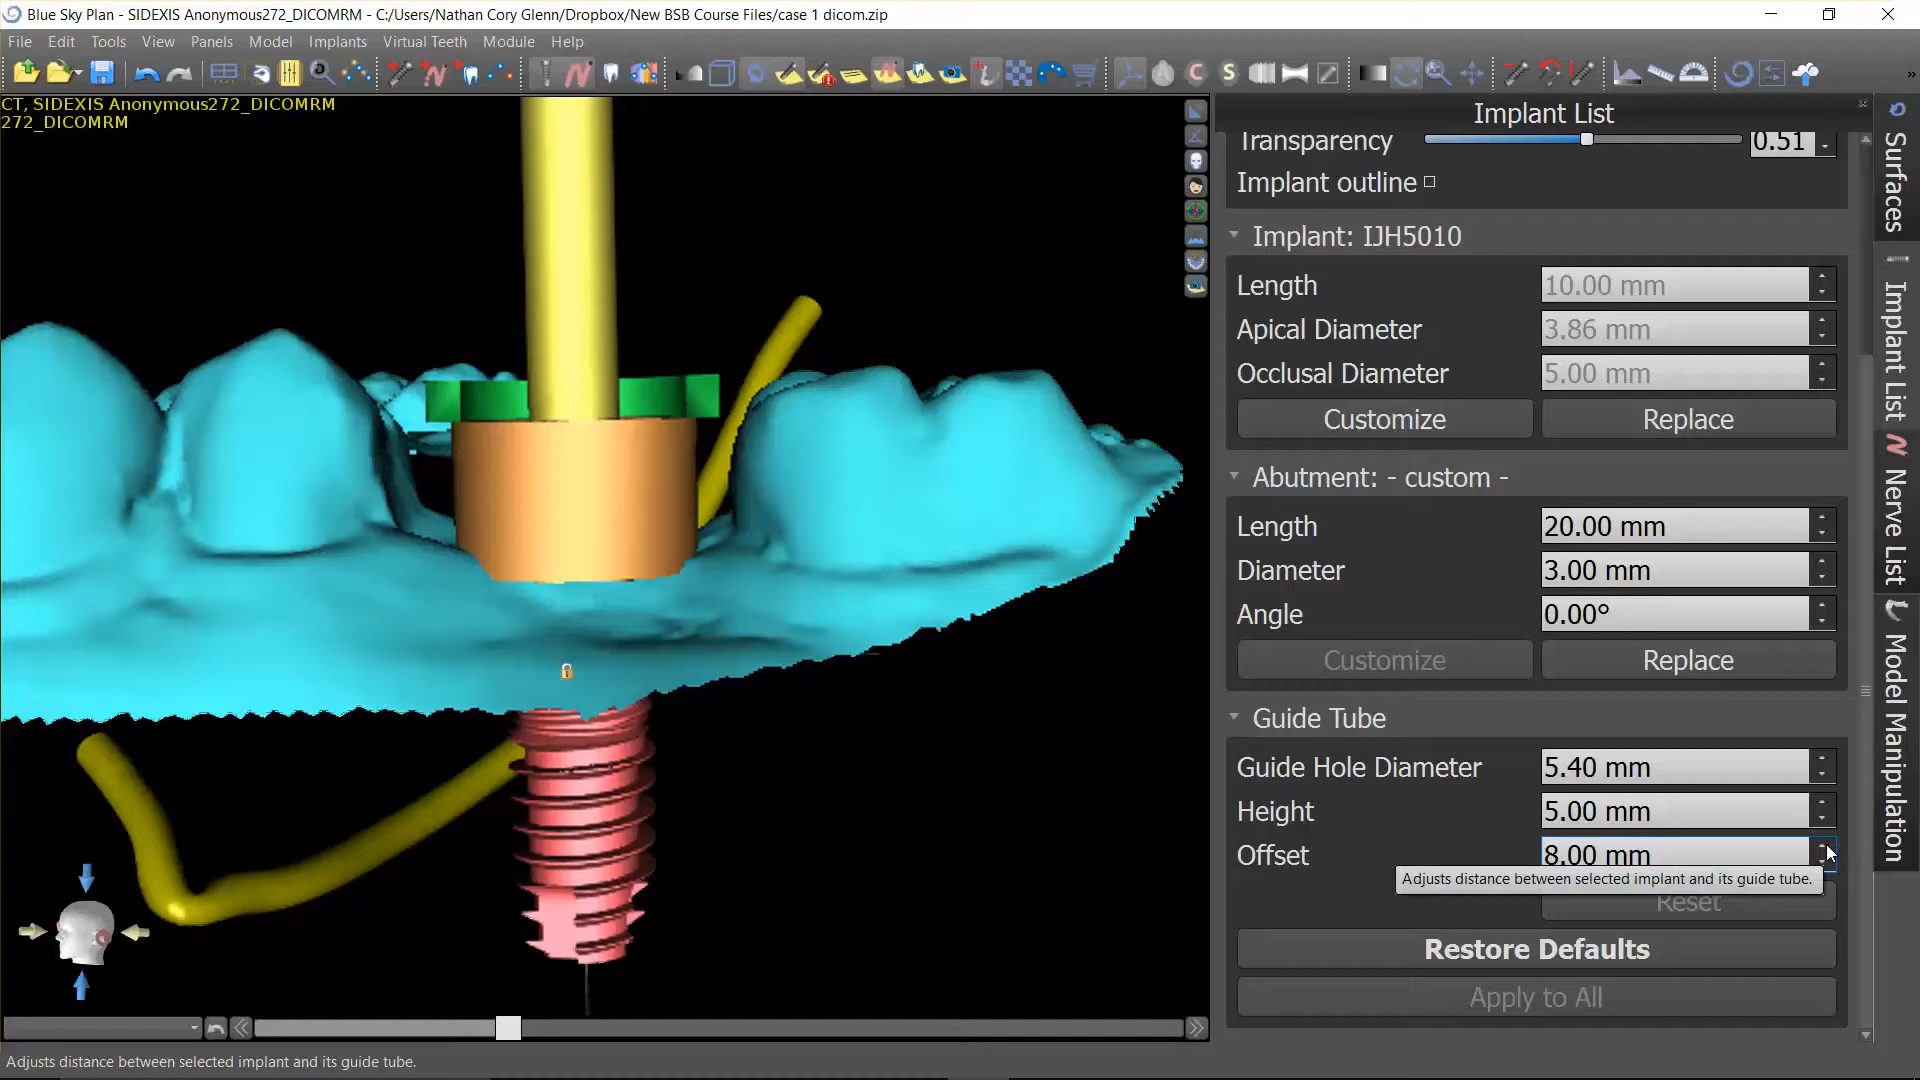 Blue Sky Plan - SIDEXIS Anonymous272_DICOMRM - C:/Users/Nathan Cory Glenn/Dropbox/New BSB Course Files/case 1 dicom.zip
File Edit Tools View Panels Model Implants Virtual Teeth Module Help
C S »
CT, SIDEXIS Anonymous272_DICOMRM
272_DICOMRM
Implant List
Transparency 0.51
Implant outline
Implant: IJH5010
Length 10.00 mm
Apical Diameter 3.86 mm
Occlusal Diameter 5.00 mm
Customize Replace
Abutment: - custom -
Length 20.00 mm
Diameter 3.00 mm
Angle 0.00°
Customize Replace
Guide Tube
Guide Hole Diameter 5.40 mm
Height 5.00 mm
Offset 8.00 mm
Adjusts distance between selected implant and its guide tube.
Reset
Restore Defaults
Apply to All
Surfaces
Implant List
Nerve List
Model Manipulation
Adjusts distance between selected implant and its guide tube.